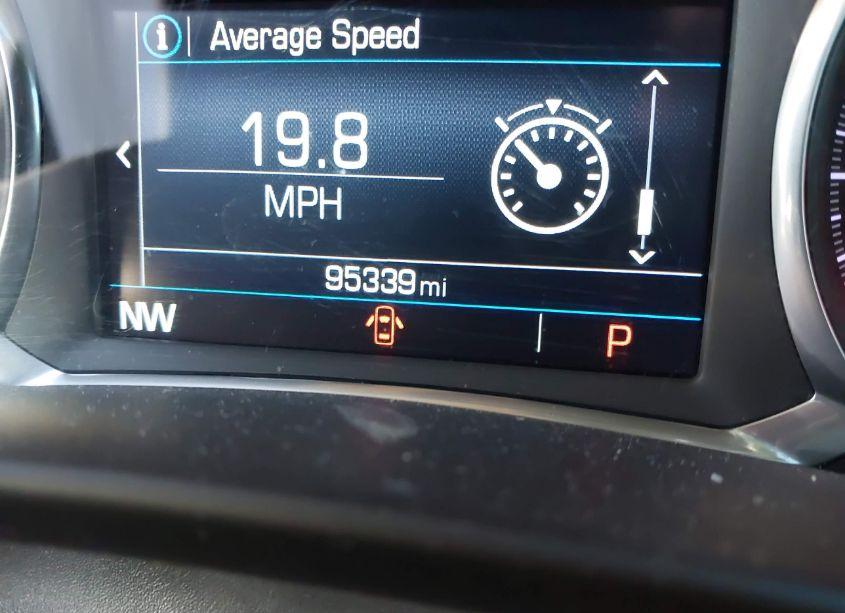 i | Average Speed
19.8
MPH
95339 mi
NW
P